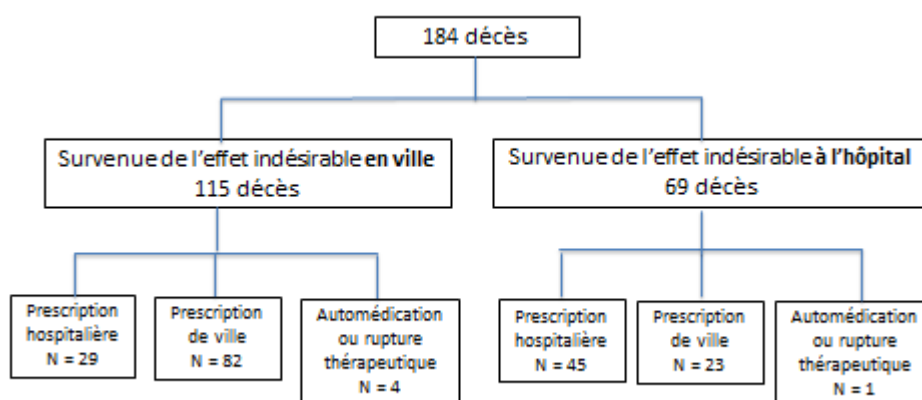 184 décès
Survenue de l'effet indésirable en ville
115 décès
Survenue de l'effet indésirable à l'hôpital
69 décès
Prescription
hospitalière
N = 29
Prescription
de ville
N = 82
Automédication
ou rupture
thérapeutique
N = 4
Prescription
hospitalière
N = 45
Prescription
de ville
N = 23
Automédication
ou rupture
thérapeutique
N = 1